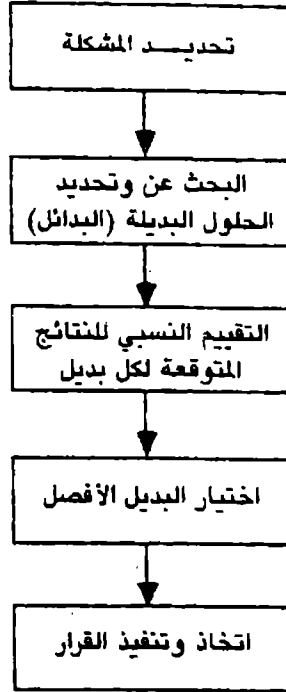 تحديـــد المشكلة
البحث عن وتحديد
الحلول البديلة (البدائل)
التقييم النسبي للنتائج
المتوقعة لكل بديل
اختيار البديل الأفصل
اتخاذ وتنفيذ القرار